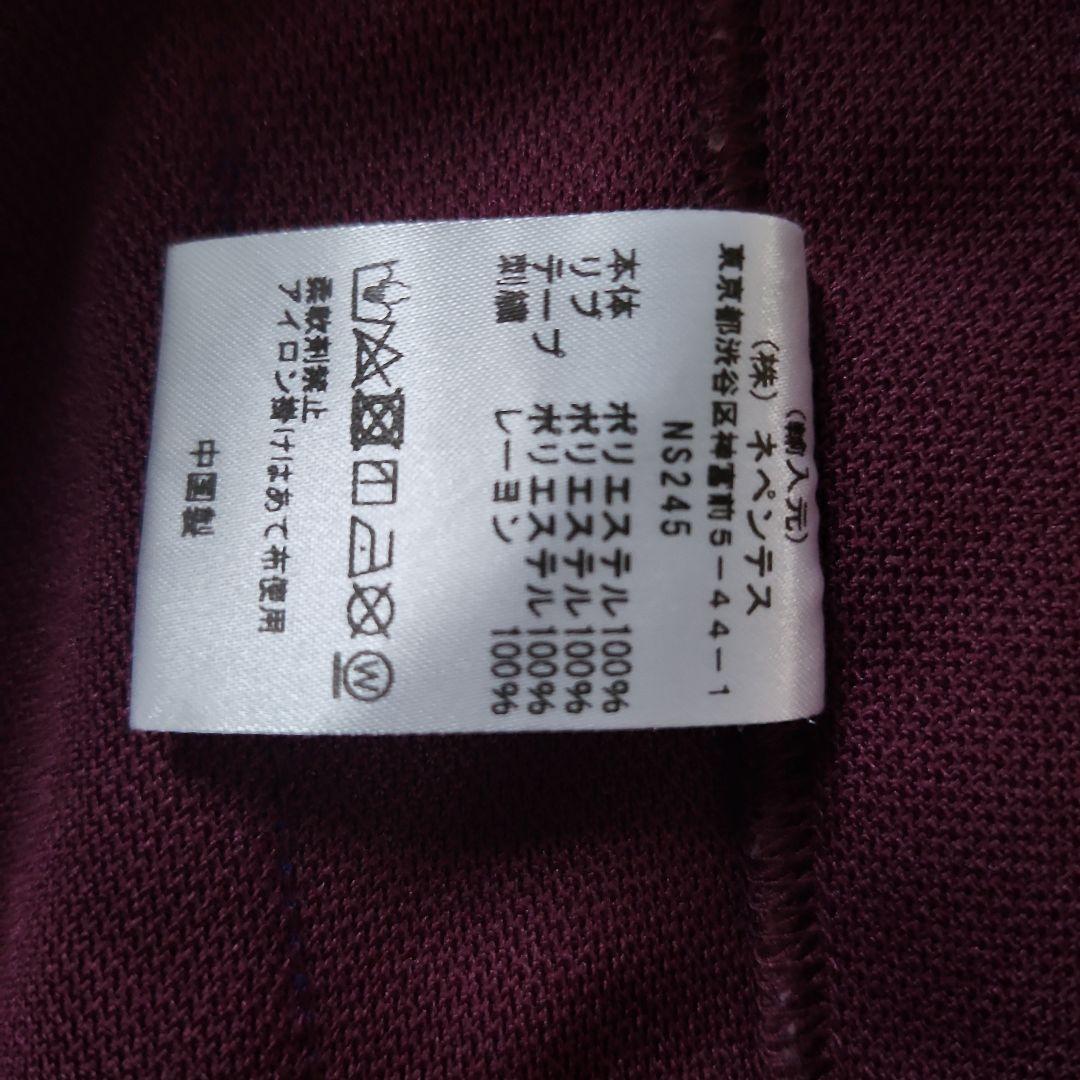 (輸入元)
(株) ネペンテス
東京都渋谷区神宮前5-44-1
NS245
本体 ポリエステル100%
リブ ポリエステル100%
テープ ポリエステル100%
刺繍 レーヨン 100%
W
柔軟剤禁止
アイロン掛けはあて布使用
中国製